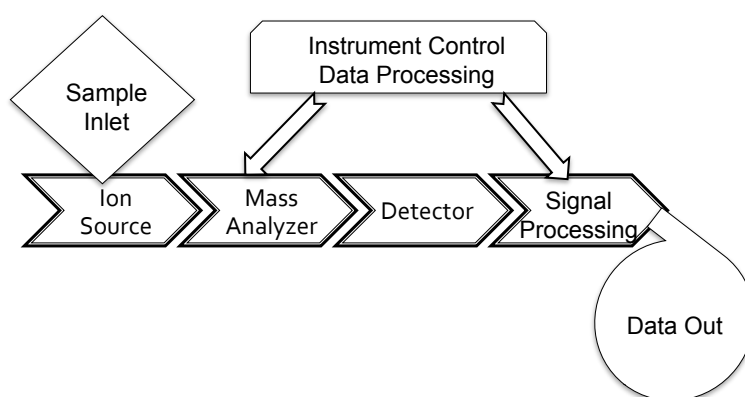 Instrument Control
Data Processing
Sample
Inlet
Ion
Source
Mass
Analyzer
Detector
Signal
Processing
Data Out